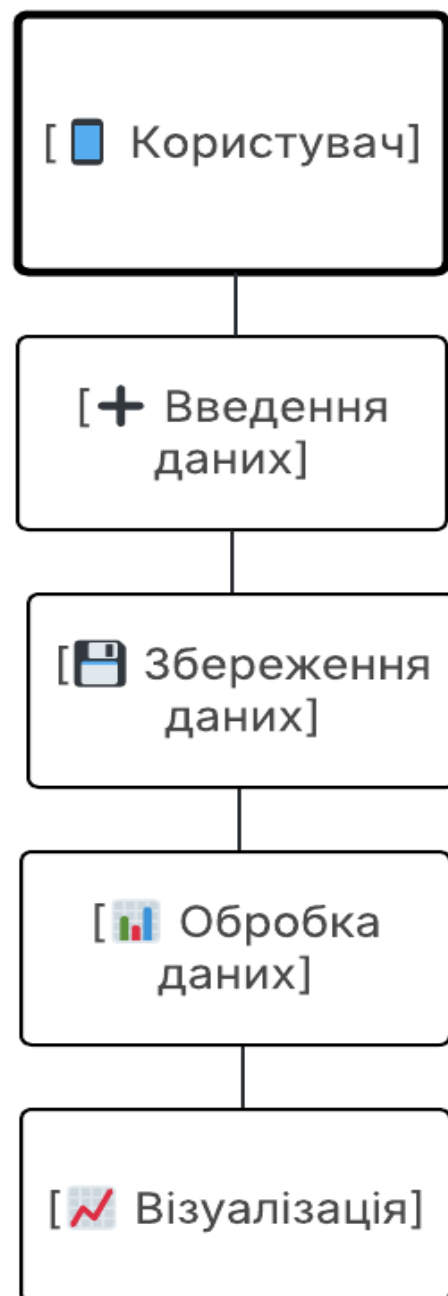 [📱 Користувач]
[➕ Введення
даних]
[💾 Збереження
даних]
[📊 Обробка
даних]
[📈 Візуалізація]